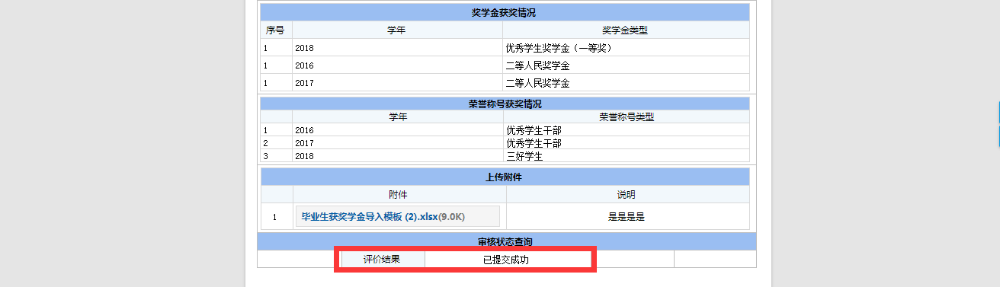 奖学金获奖情况
序号 学年 奖学金类型
1 2018 优秀学生奖学金（一等奖）
1 2016 二等人民奖学金
1 2017 二等人民奖学金
荣誉称号获奖情况
学年 荣誉称号类型
1 2016 优秀学生干部
2 2017 优秀学生干部
3 2018 三好学生
上传附件
附件 说明
1 毕业生获奖学金导入模板 (2).xlsx(9.0K) 是是是是
审核状态查询
评价结果 已提交成功